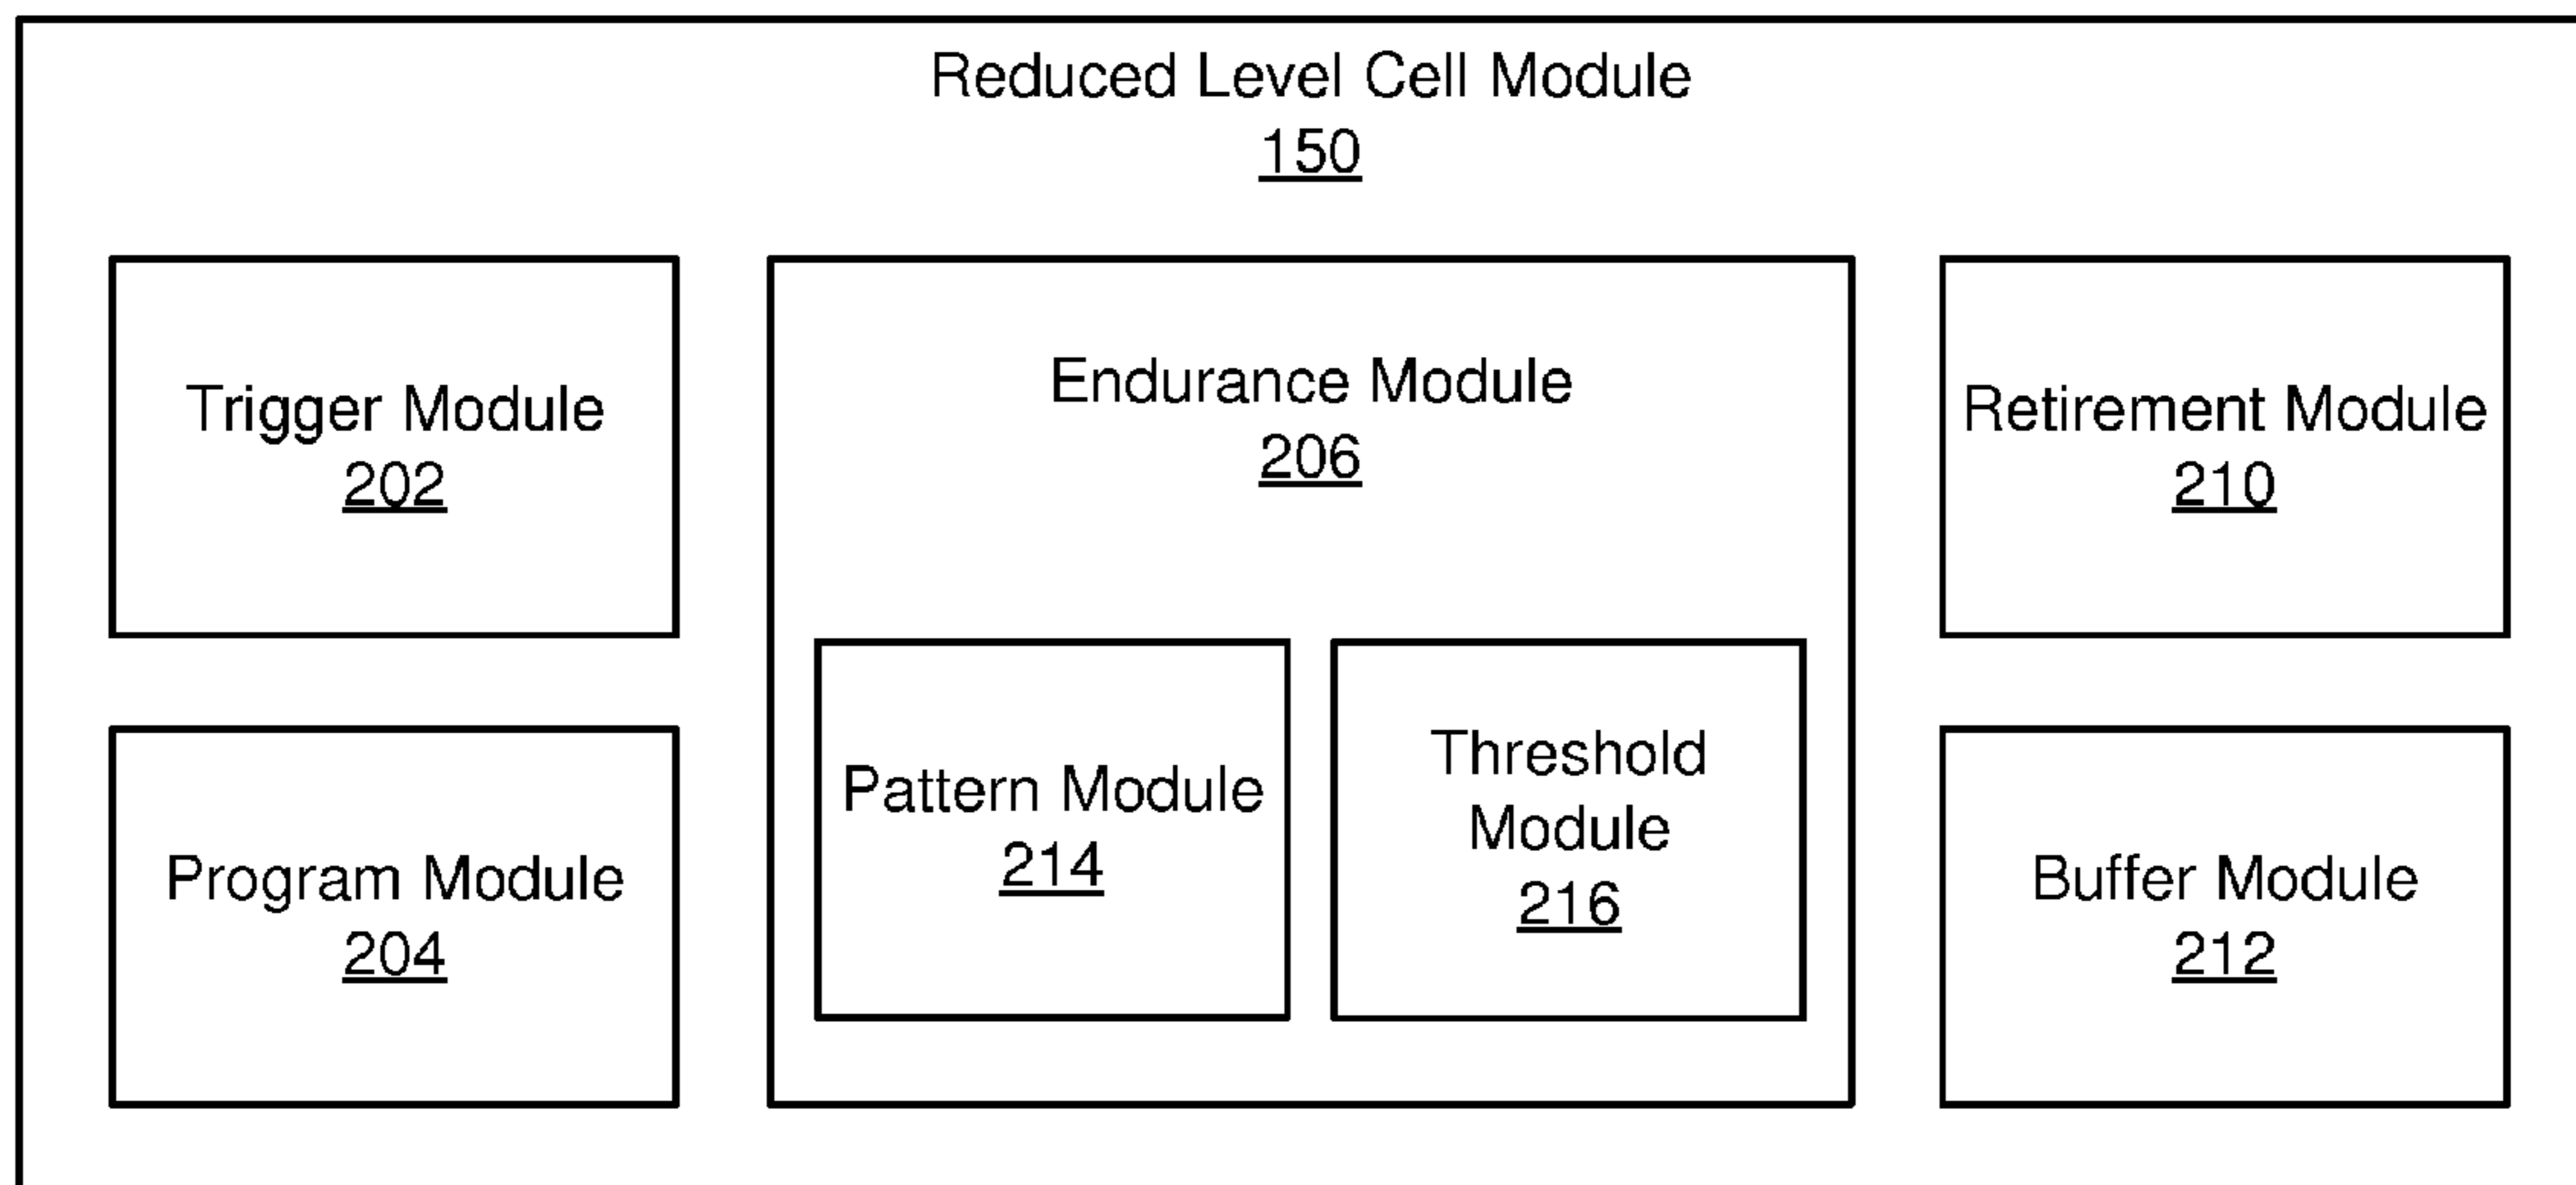 Reduced Level Cell Module
150
Trigger Module
202
Program Module
204
Endurance Module
206
Pattern Module
214
Threshold
Module
216
Retirement Module
210
Buffer Module
212